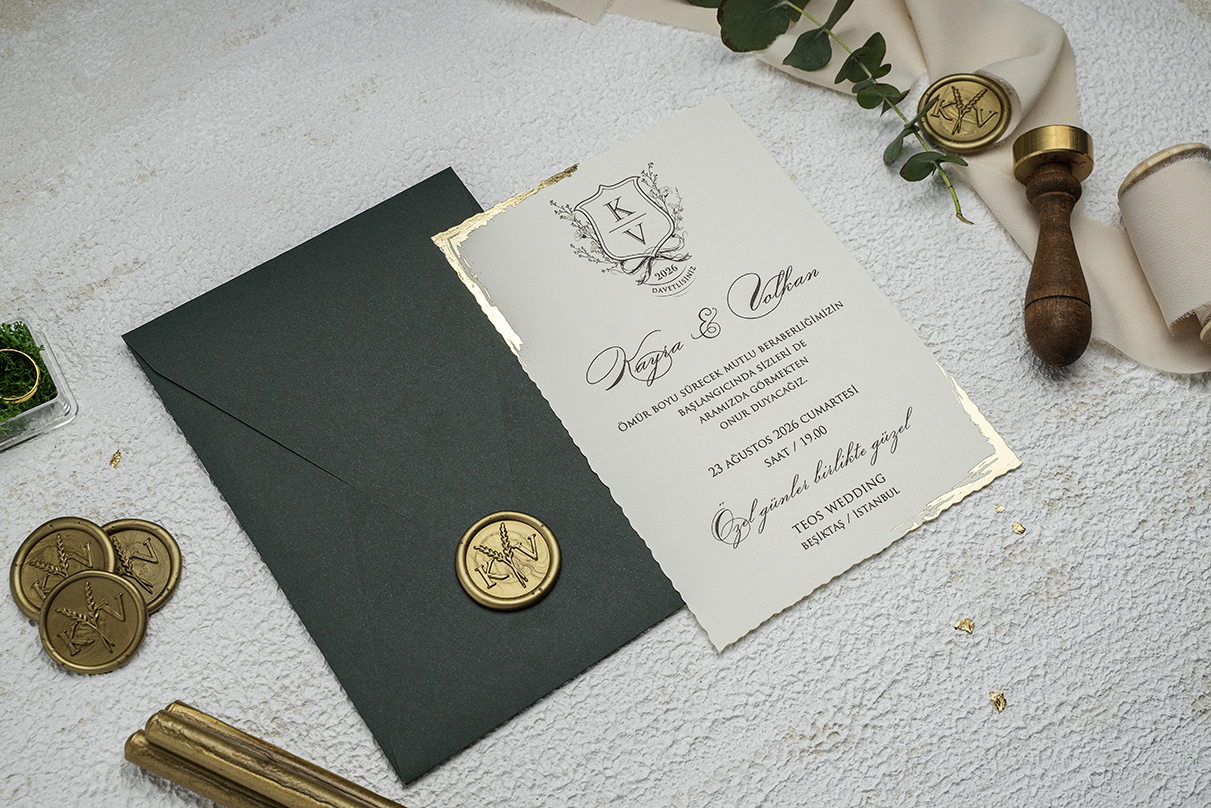 K
V
2026
DAVETLİSİNİZ
Kayra & Volkan
ÖMÜR BOYU SÜRECEK MUTLU BERABERLİĞİMİZİN
BAŞLANGICINDA SİZLERİ DE
ARAMIZDA GÖRMEKTEN
ONUR DUYACAĞIZ.
23 AĞUSTOS 2026 CUMARTESİ
SAAT / 19.00
Özel günler birlikte güzel
TEOS WEDDING
BEŞİKTAŞ / İSTANBUL
K V
K V
K V
K V
K V